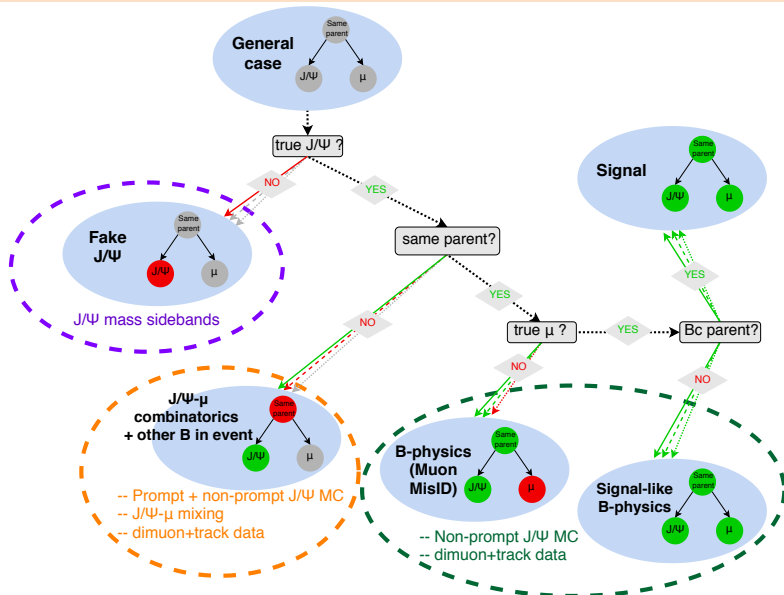 General
case
Same
parent
J/Ψ
μ
true J/Ψ ?
NO
YES
Fake
J/Ψ
Same
parent
J/Ψ
μ
J/Ψ mass sidebands
same parent?
NO
YES
Signal
Same
parent
J/Ψ
μ
YES
true μ ?
YES
Bc parent?
NO
NO
J/Ψ-μ
combinatorics
+ other B in event
Same
parent
J/Ψ
μ
-- Prompt + non-prompt J/Ψ MC
-- J/Ψ-μ mixing
-- dimuon+track data
B-physics
(Muon
MisID)
Same
parent
J/Ψ
μ
-- Non-prompt J/Ψ MC
-- dimuon+track data
Signal-like
B-physics
Same
parent
J/Ψ
μ